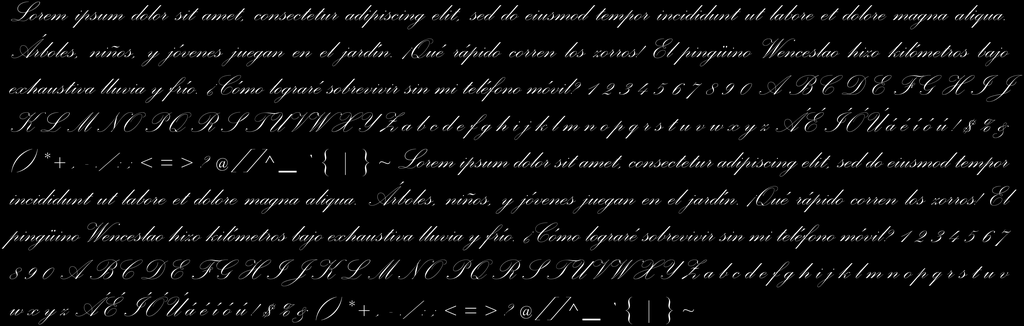 Lorem ipsum dolor sit amet, consectetur adipiscing elit, sed do eiusmod tempor incididunt ut labore et dolore magna aliqua.
Árboles, niños, y jóvenes juegan en el jardín. ¡Qué rápido corren los zorros! El pingüino Wenceslao hizo kilómetros bajo
exhaustiva lluvia y frío. ¿Cómo lograré sobrevivir sin mi teléfono móvil? 1 2 3 4 5 6 7 8 9 0 A B C D E F G H I J
K L M N O P Q R S T U V W X Y Z a b c d e f g h i j k l m n o p q r s t u v w x y z Á É Í Ó Ú á é í ó ú ! $ % &
( ) * + , - . / : ; < = > ? @ [ / ] ^ _ ` { | } ~ Lorem ipsum dolor sit amet, consectetur adipiscing elit, sed do eiusmod tempor
incididunt ut labore et dolore magna aliqua. Árboles, niños, y jóvenes juegan en el jardín. ¡Qué rápido corren los zorros! El
pingüino Wenceslao hizo kilómetros bajo exhaustiva lluvia y frío. ¿Cómo lograré sobrevivir sin mi teléfono móvil? 1 2 3 4 5 6 7
8 9 0 A B C D E F G H I J K L M N O P Q R S T U V W X Y Z a b c d e f g h i j k l m n o p q r s t u v
w x y z Á É Í Ó Ú á é í ó ú ! $ % & ( ) * + , - . / : ; < = > ? @ [ / ] ^ _ ` { | } ~